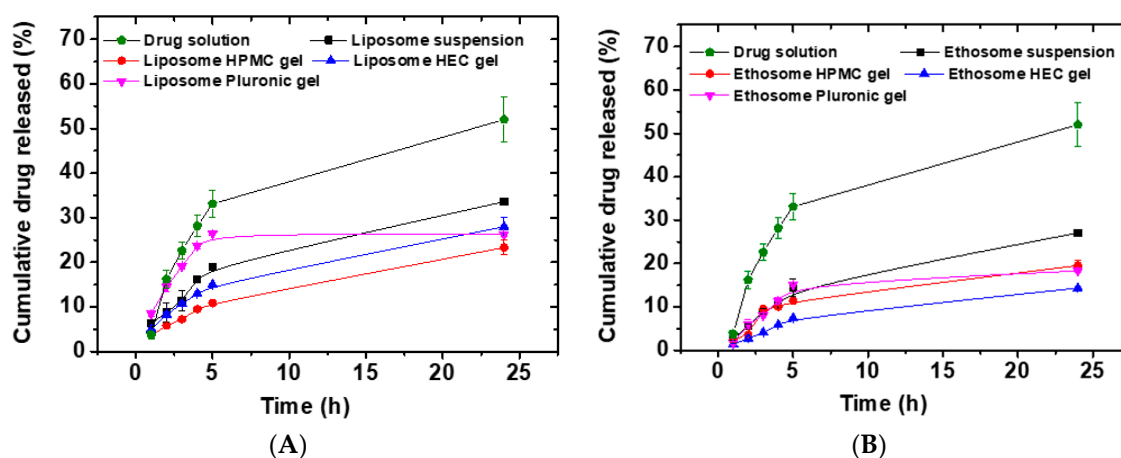 Cumulative drug released (%)
70
60
50
40
30
20
10
0
Drug solution
Liposome suspension
Liposome HPMC gel
Liposome HEC gel
Liposome Pluronic gel
0 5 10 15 20 25
Time (h)
(A)
Cumulative drug released (%)
70
60
50
40
30
20
10
0
Drug solution
Ethosome suspension
Ethosome HPMC gel
Ethosome HEC gel
Ethosome Pluronic gel
0 5 10 15 20 25
Time (h)
(B)